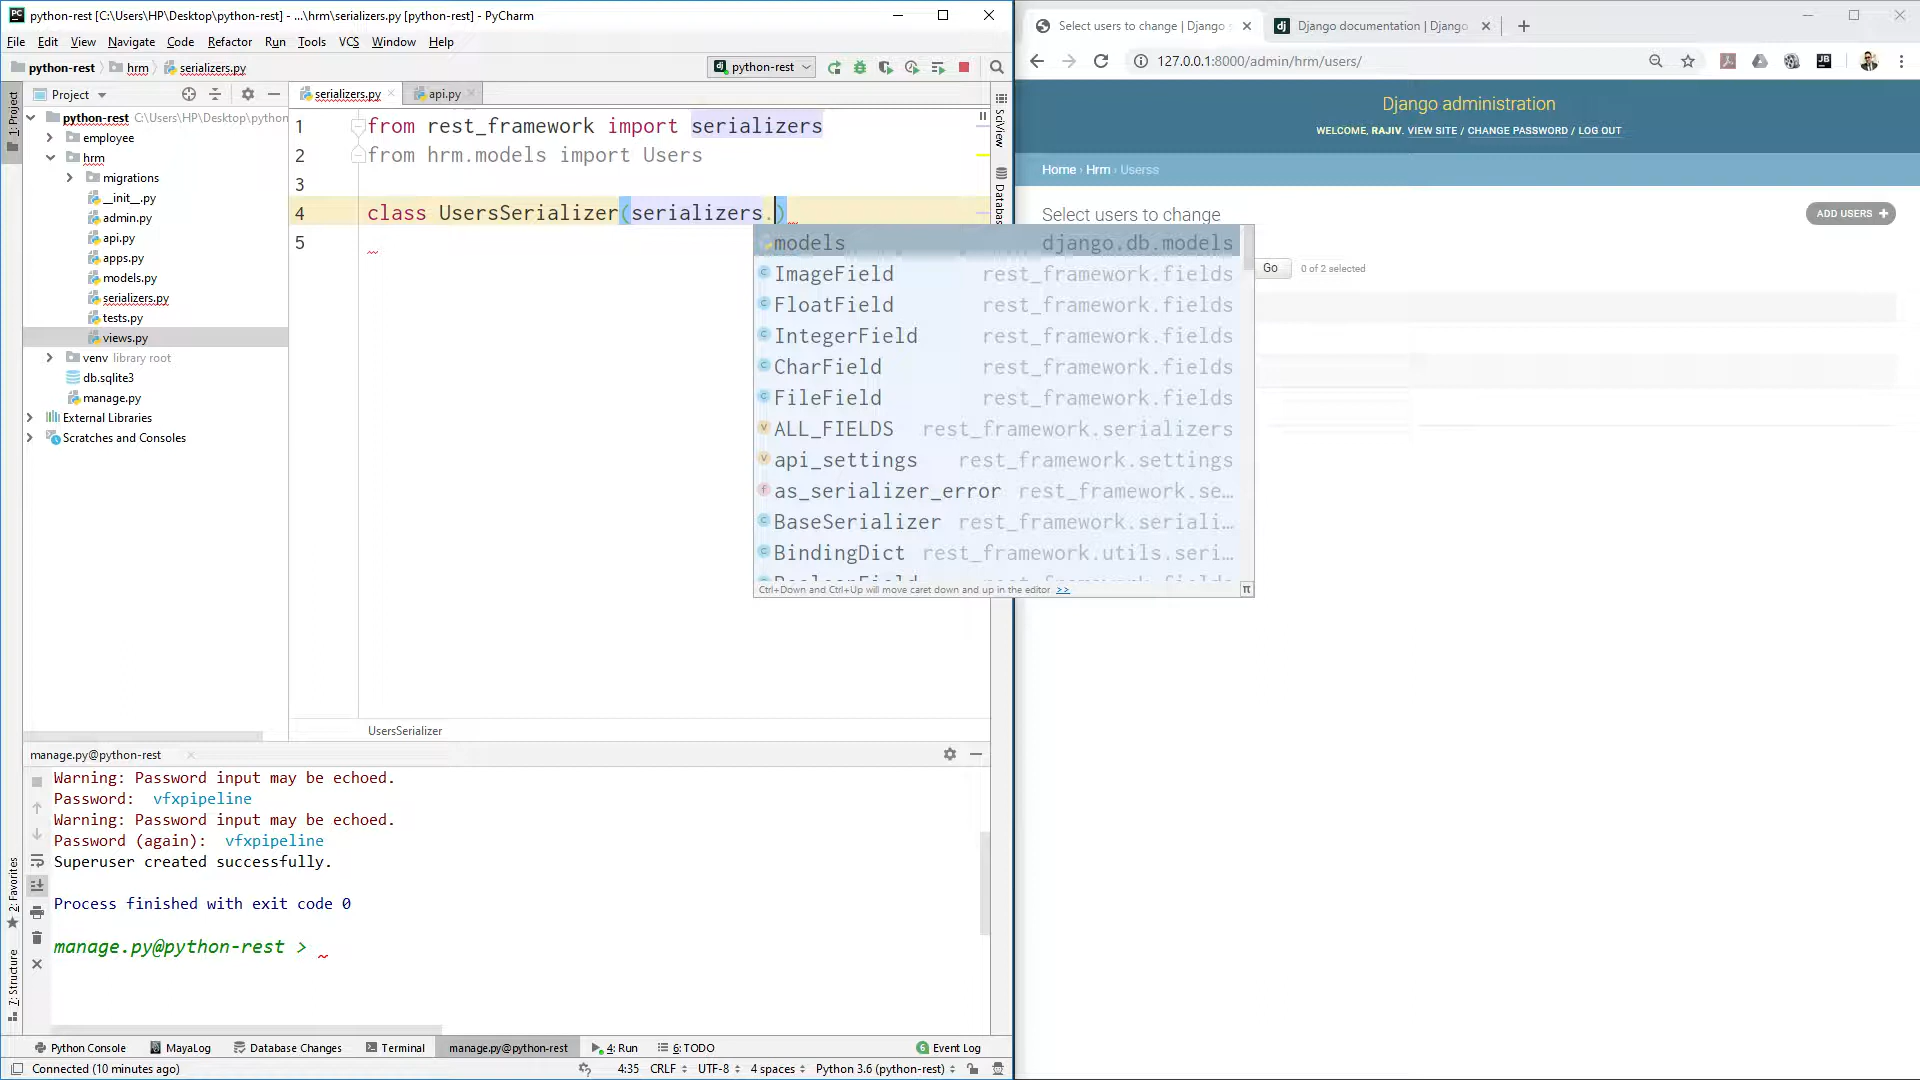 python-rest [C:\Users\HP\Desktop\python-rest] - ...\hrm\serializers.py [python-rest] - PyCharm
File Edit View Navigate Code Refactor Run Tools VCS Window Help
python-rest hrm serializers.py
python-rest
Project
1: Project
python-rest C:\Users\HP\Desktop\python
employee
hrm
migrations
__init__.py
admin.py
api.py
apps.py
models.py
serializers.py
tests.py
views.py
venv library root
db.sqlite3
manage.py
External Libraries
Scratches and Consoles
serializers.py api.py
1 from rest_framework import serializers
2 from hrm.models import Users
3
4 class UsersSerializer(serializers.)
5
SciView
models django.db.models
ImageField rest_framework.fields
FloatField rest_framework.fields
IntegerField rest_framework.fields
CharField rest_framework.fields
FileField rest_framework.fields
ALL_FIELDS rest_framework.serializers
api_settings rest_framework.settings
as_serializer_error rest_framework.se...
BaseSerializer rest_framework.seriali...
BindingDict rest_framework.utils.seri...
Ctrl+Down and Ctrl+Up will move caret down and up in the editor >>
π
UsersSerializer
manage.py@python-rest
Warning: Password input may be echoed.
Password: vfxpipeline
Warning: Password input may be echoed.
Password (again): vfxpipeline
Superuser created successfully.
Process finished with exit code 0
manage.py@python-rest >
2: Favorites
7: Structure
Python Console MayaLog Database Changes Terminal manage.py@python-rest 4: Run 6: TODO 6 Event Log
Connected (10 minutes ago) 4:35 CRLF UTF-8 4 spaces Python 3.6 (python-rest)
Select users to change | Django
Django documentation | Django
127.0.0.1:8000/admin/hrm/users/
Django administration
WELCOME, RAJIV. VIEW SITE / CHANGE PASSWORD / LOG OUT
Home › Hrm › Userss
Select users to change
ADD USERS +
Go 0 of 2 selected